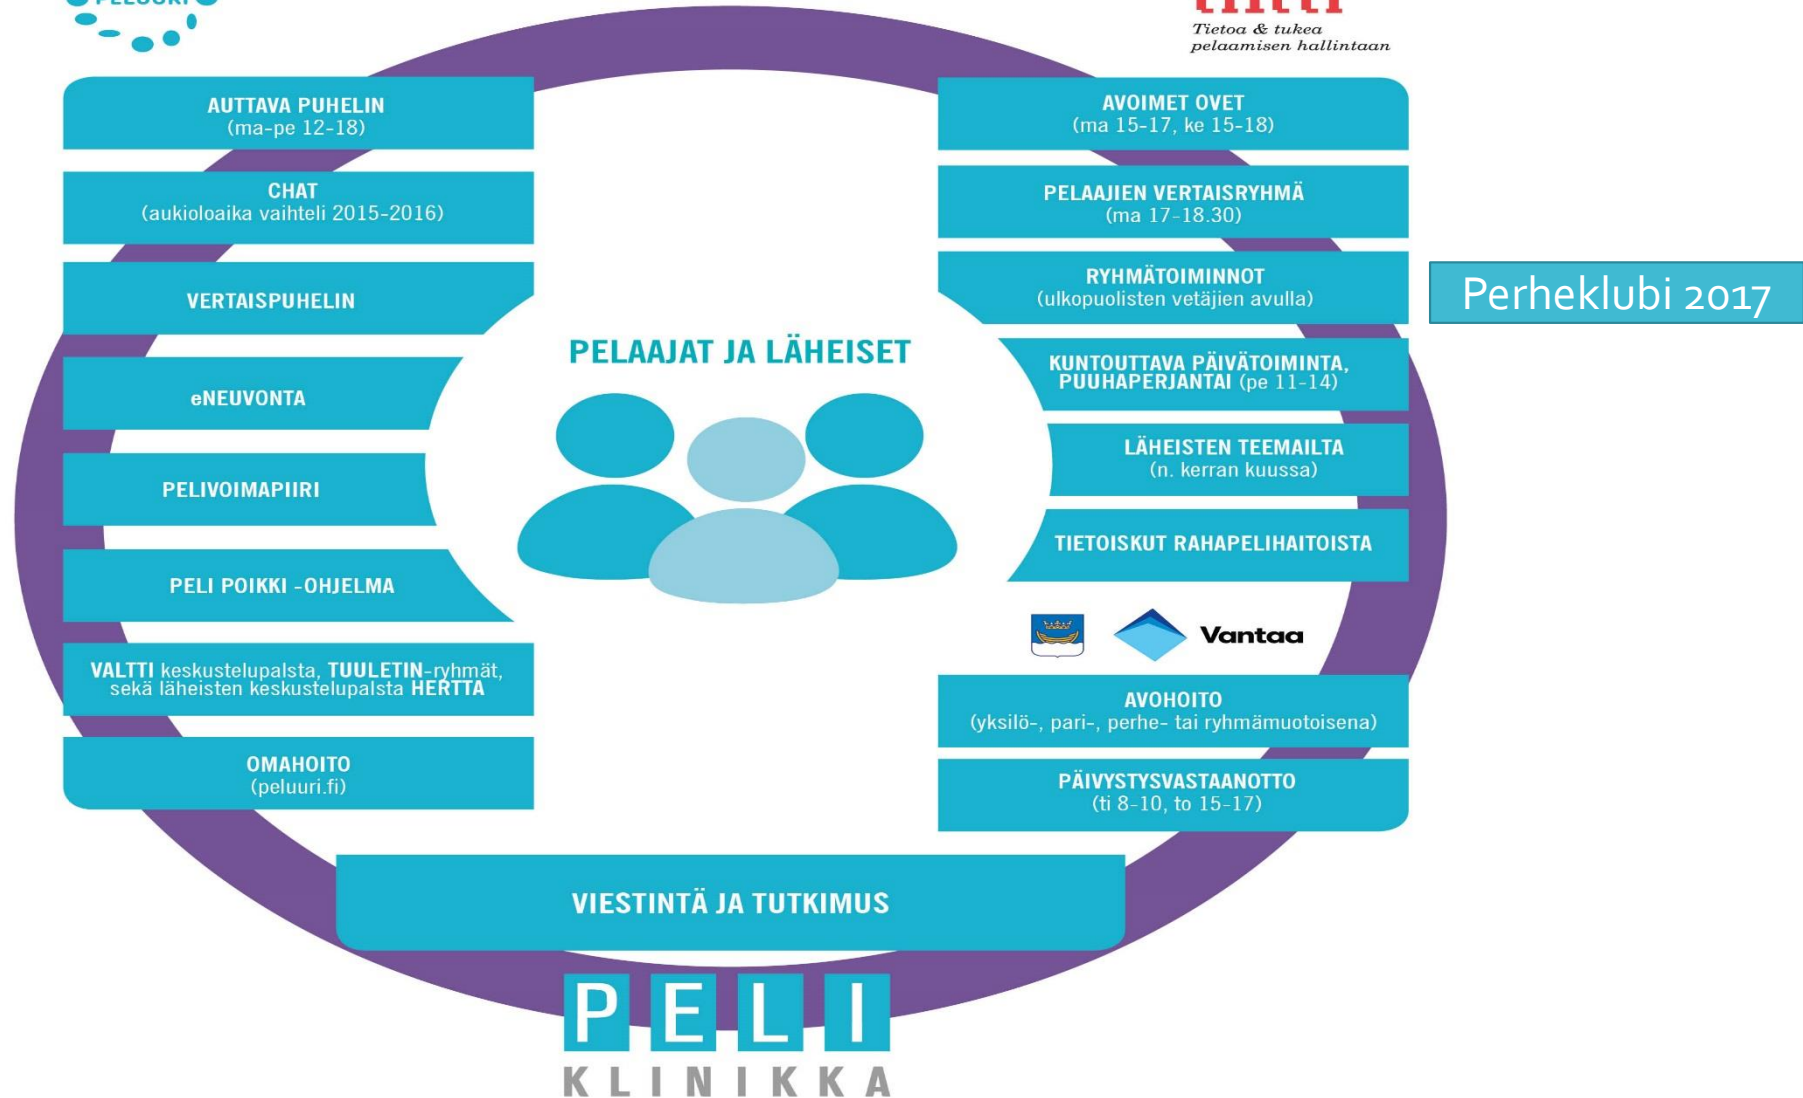 PELUURI
Tiltti
Tietoa & tukea
pelaamisen hallintaan
AUTTAVA PUHELIN
(ma-pe 12-18)
CHAT
(aukioloaika vaihteli 2015-2016)
VERTAISPUHELIN
eNEUVONTA
PELIVOIMAPIIRI
PELI POIKKI -OHJELMA
VALTTI keskustelupalsta, TUULETIN-ryhmät,
sekä läheisten keskustelupalsta HERTTA
OMAHOITO
(peluuri.fi)
PELAAJAT JA LÄHEISET
AVOIMET OVET
(ma 15-17, ke 15-18)
PELAAJIEN VERTAISRYHMÄ
(ma 17-18.30)
RYHMÄTOIMINNOT
(ulkopuolisten vetäjien avulla)
Perheklubi 2017
KUNTOUTTAVA PÄIVÄTOIMINTA,
PUUHAPERJANTAI (pe 11-14)
LÄHEISTEN TEEMAILTA
(n. kerran kuussa)
TIETOISKUT RAHAPELIHAITOISTA
Vantaa
AVOHOITO
(yksilö-, pari-, perhe- tai ryhmämuotoisena)
PÄIVYSTYSVASTAANOTTO
(ti 8-10, to 15-17)
VIESTINTÄ JA TUTKIMUS
PELI
KLINIKKA